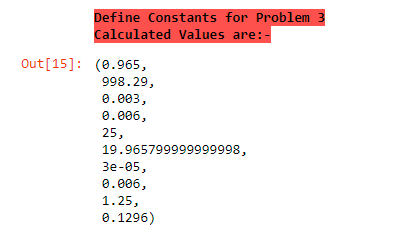 Define Constants for Problem 3
Calculated Values are:-
Out[15]: (0.965,
998.29,
0.003,
0.006,
25,
19.965799999999998,
3e-05,
0.006,
1.25,
0.1296)